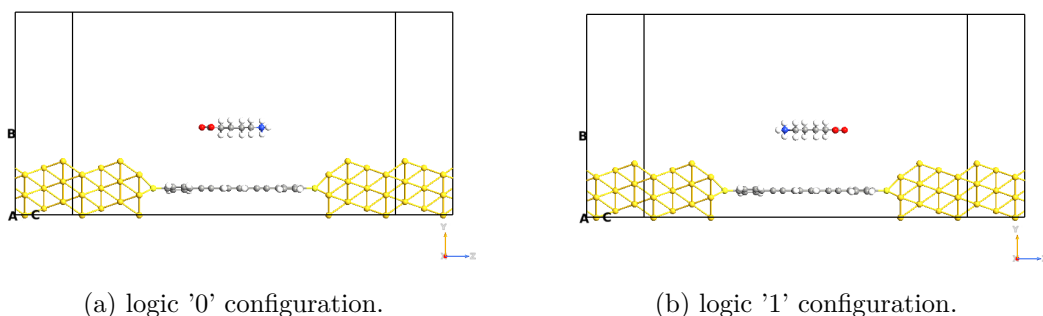 B
A C
Y
X Z
B
A C
Y
X
(a) logic '0' configuration.
(b) logic '1' configuration.